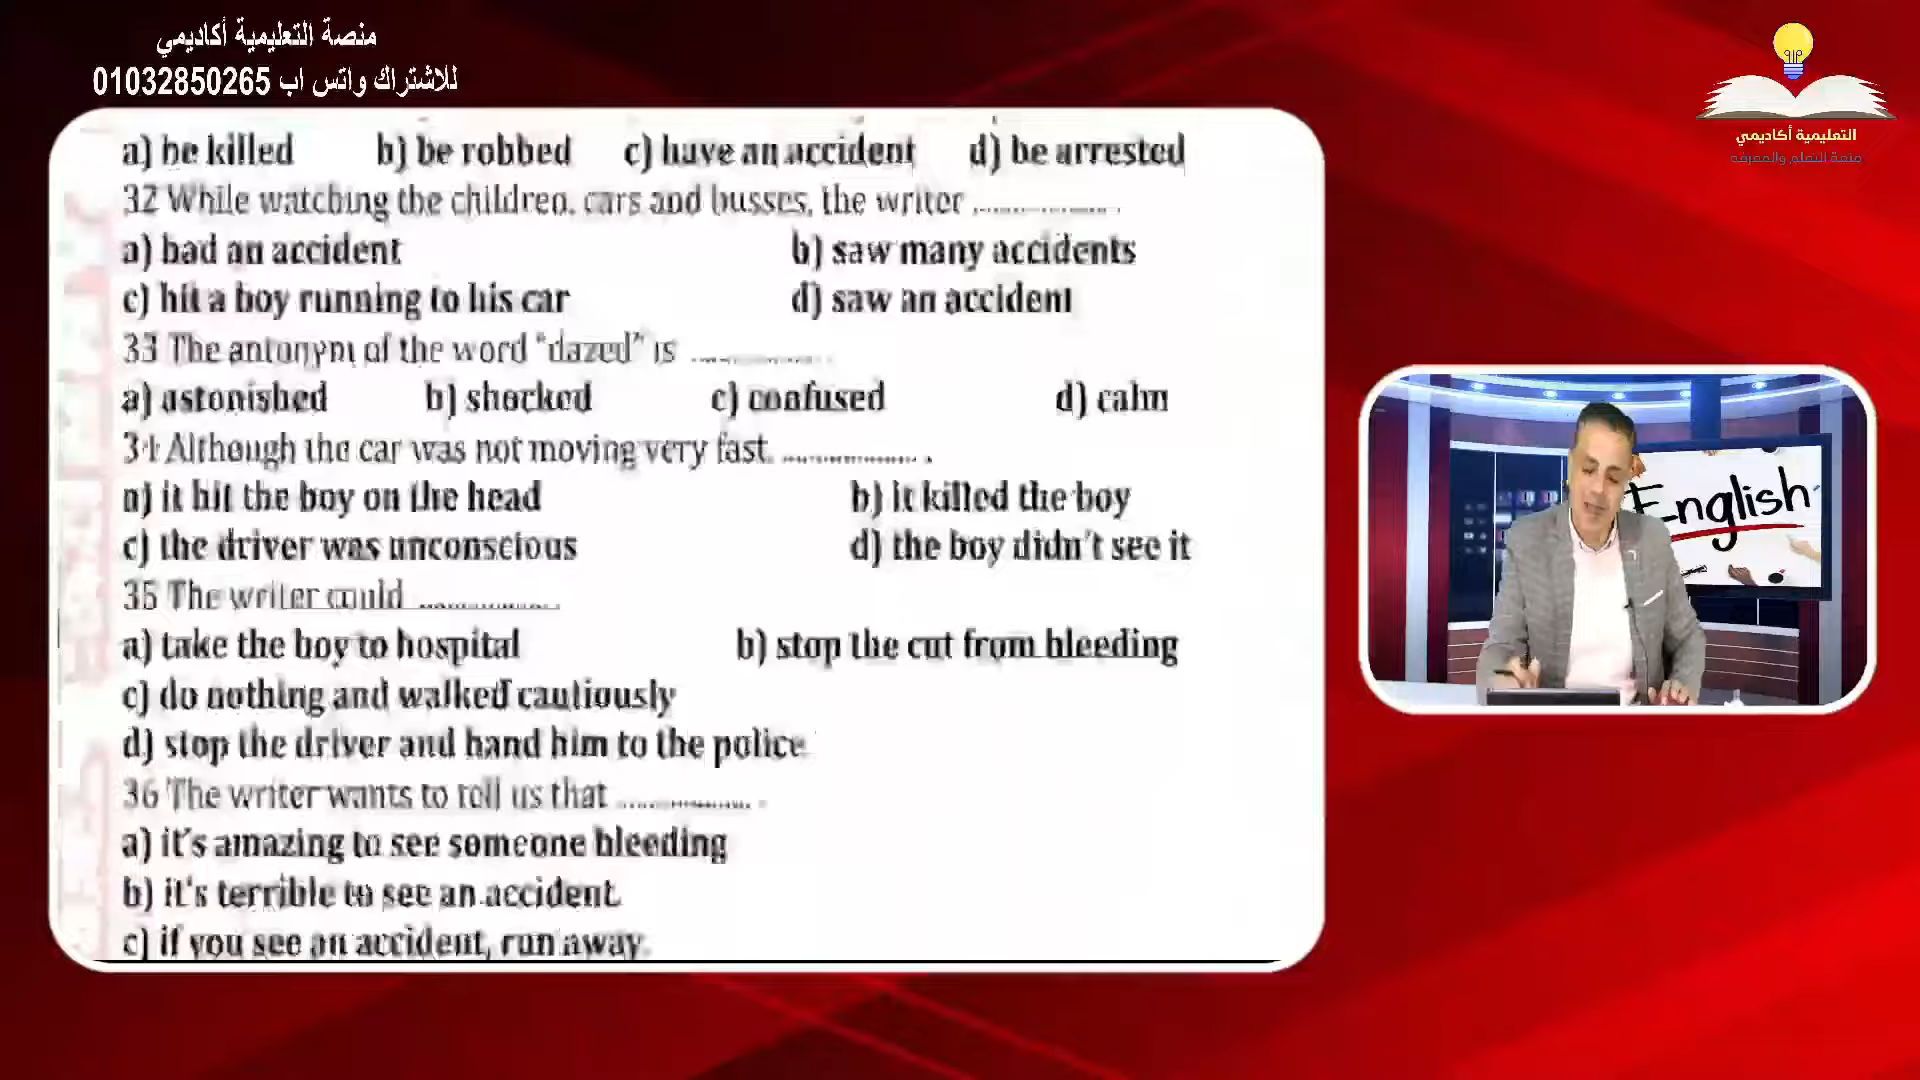 منصة التعليمية أكاديمي
للاشتراك واتس اب 01032850265
التعليمية أكاديمي
منصة التعلم والمعرفة
a) be killed b) be robbed c) have an accident d) be arrested
32 While watching the children, cars and busses, the writer ................ .
a) had an accident b) saw many accidents
c) hit a boy running to his car d) saw an accident
33 The antonym of the word "dazed" is ................ .
a) astonished b) shocked c) confused d) calm
34 Although the car was not moving very fast, ................ .
a) it hit the boy on the head b) it killed the boy
c) the driver was unconscious d) the boy didn't see it
35 The writer could ................ .
a) take the boy to hospital b) stop the cut from bleeding
c) do nothing and walked cautiously
d) stop the driver and hand him to the police
36 The writer wants to tell us that ................ .
a) it's amazing to see someone bleeding
b) it's terrible to see an accident.
c) if you see an accident, run away.
English